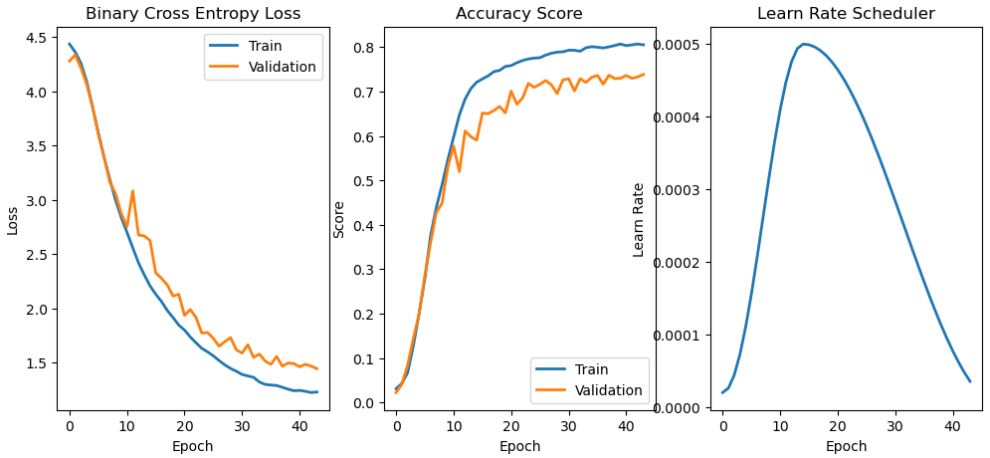 Binary Cross Entropy Loss
4.5
4.0
3.5
3.0
2.5
2.0
1.5
Loss
0
10
20
30
40
Epoch
Train
Validation
Accuracy Score
0.8
0.7
0.6
0.5
0.4
0.3
0.2
0.1
0.0
Score
0
10
20
30
40
Epoch
Train
Validation
Learn Rate Scheduler
0.0005
0.0004
0.0003
0.0002
0.0001
0.0000
Learn Rate
0
10
20
30
40
Epoch